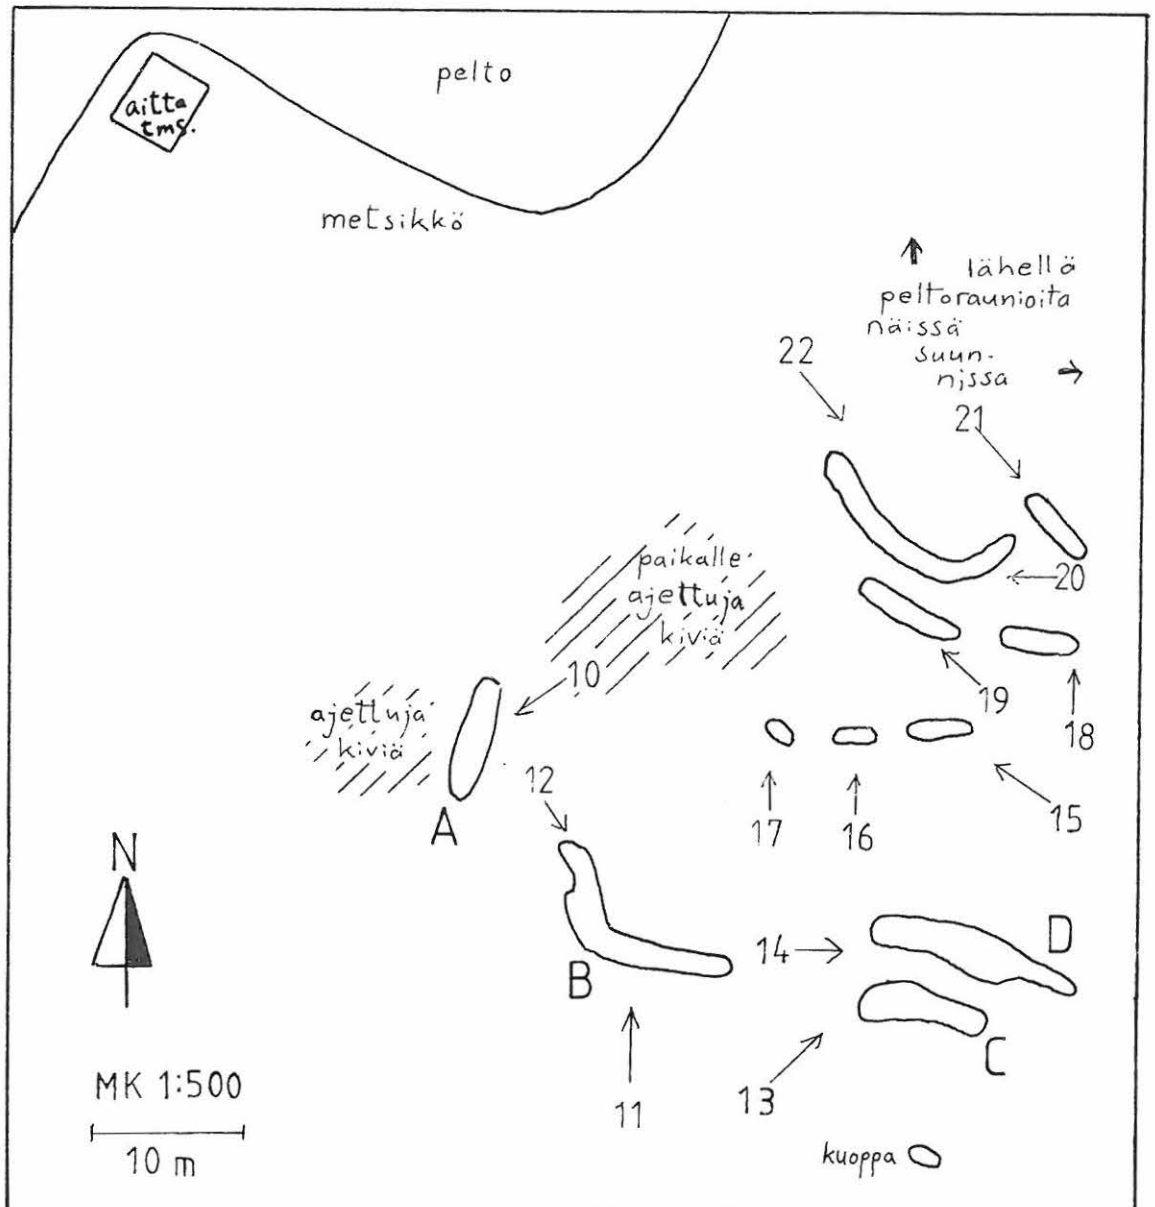 pelto
aitta
tms.
metsikkö
lähellä
peltoraunioita
näissä
suun-
nissa
22
21
paikalle
ajettuja
kiviä
20
10
19
18
ajettuja
kiviä
12
17
16
15
A
N
14
D
B
C
MK 1:500
13
11
10 m
kuoppa